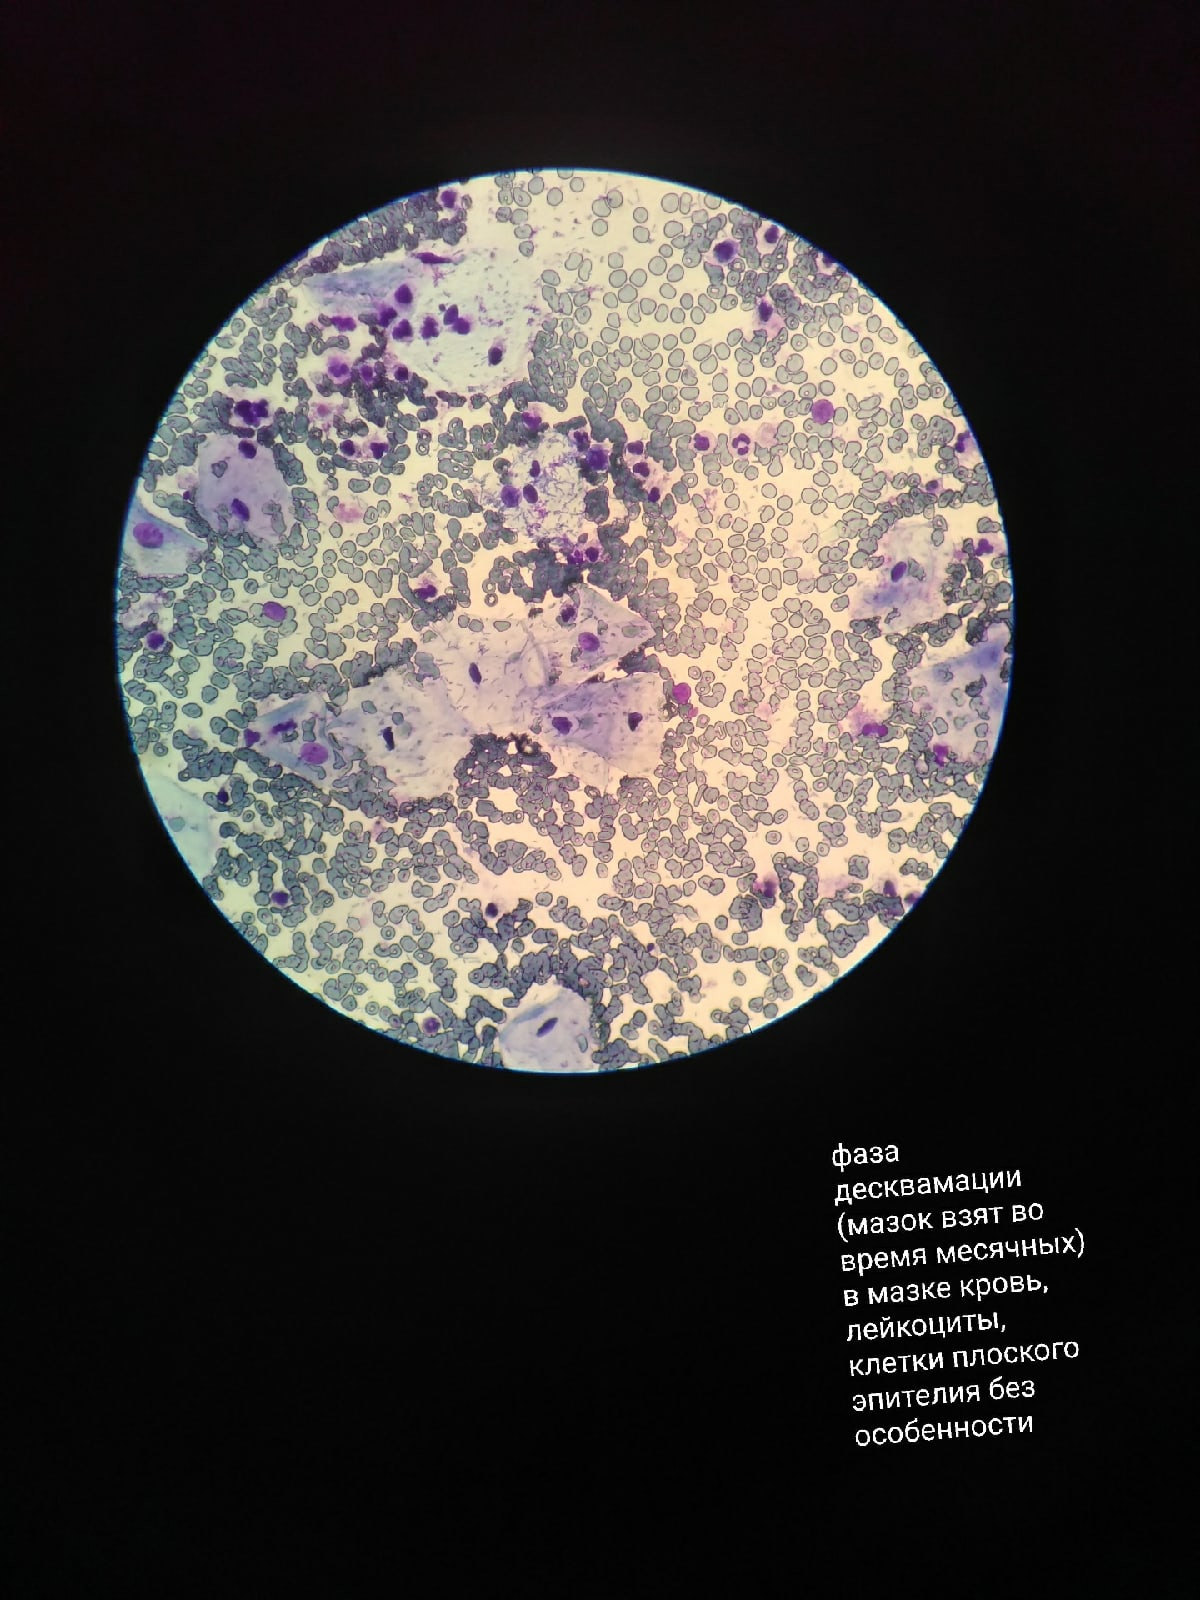 фаза
десквамации
(мазок взят во
время месячных)
в мазке кровь,
лейкоциты,
клетки плоского
эпителия без
особенности